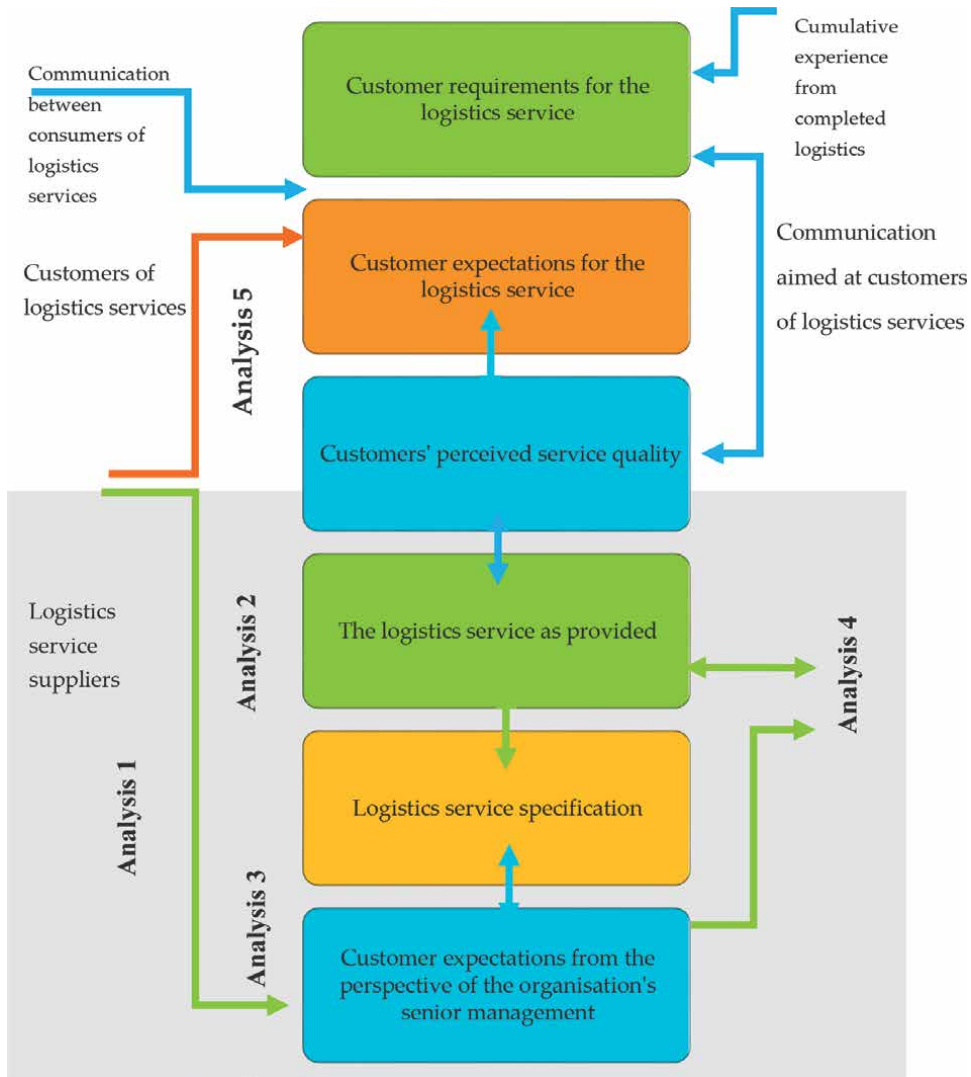 Cumulative
experience
from
completed
logistics
Communication
between
consumers of
logistics
services
Customer requirements for the
logistics service
Customers of
logistics services
Analysis 5
Customer expectations for the
logistics service
Communication
aimed at customers
of logistics services
Customers' perceived service quality
Logistics
service
suppliers
Analysis 2
The logistics service as provided
Analysis 4
Analysis 1
Logistics service specification
Analysis 3
Customer expectations from the
perspective of the organisation's
senior management